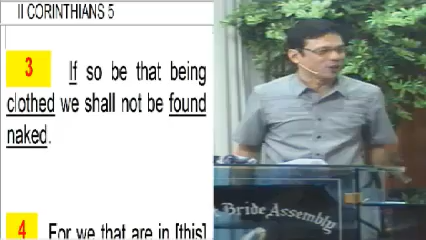 II CORINTHIANS 5
3 If so be that being
clothed we shall not be found
naked.
4 For we that are in [this]
Bride Assembly